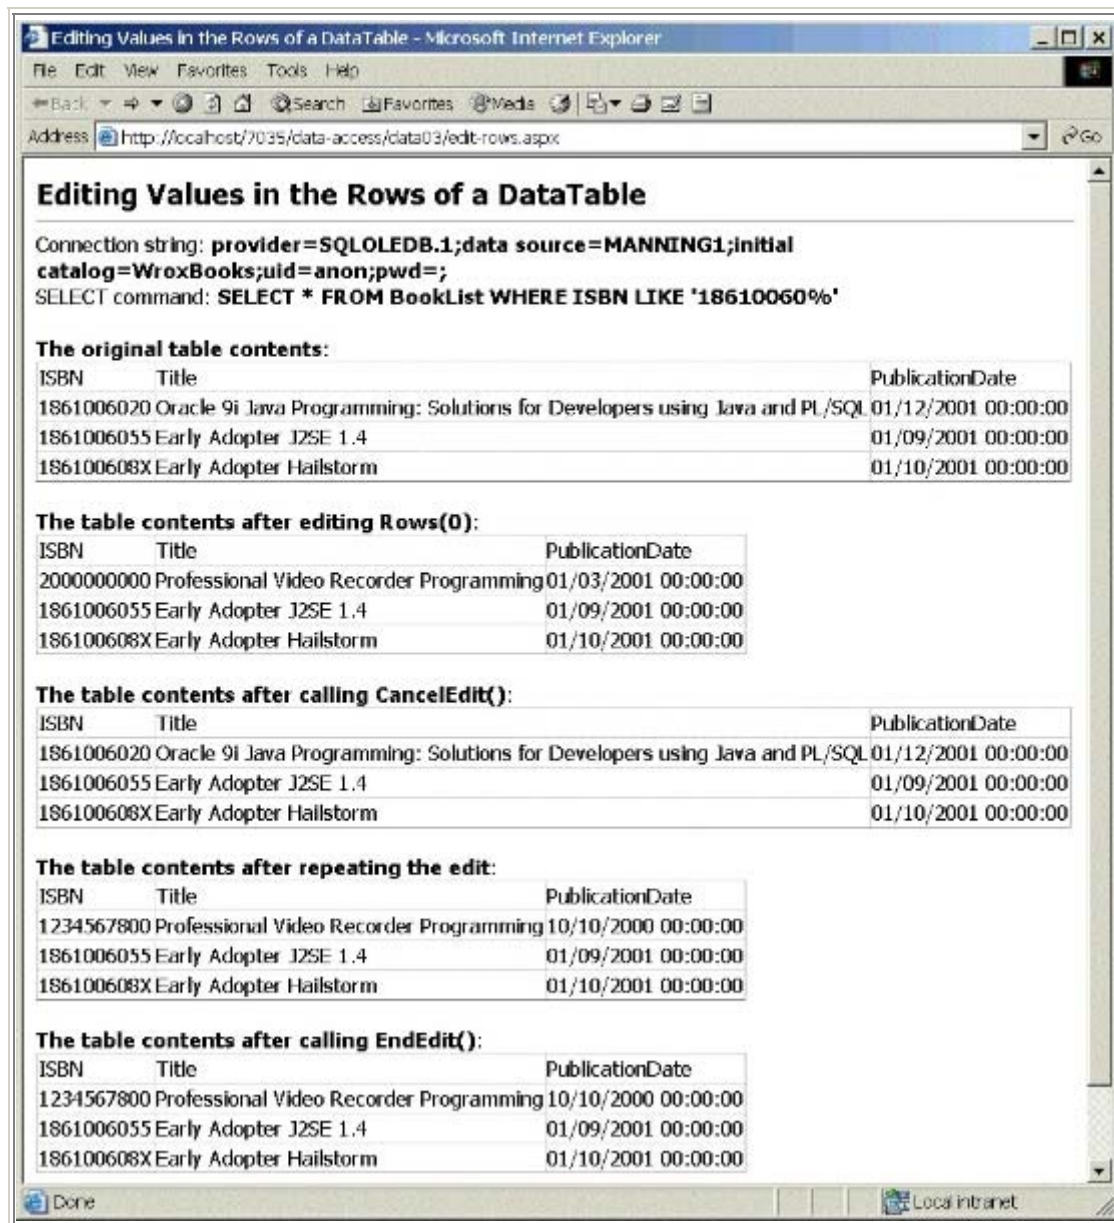 Editing Values in the Rows of a DataTable - Microsoft Internet Explorer
File Edit View Favorites Tools Help
Back Search Favorites Media
Address http://localhost/7035/data-access/data03/edit-rows.aspx Go
Editing Values in the Rows of a DataTable
Connection string: provider=SQLOLEDB.1;data source=MANNING1;initial
catalog=WroxBooks;uid=anon;pwd=;
SELECT command: SELECT * FROM BookList WHERE ISBN LIKE '18610060%'
The original table contents:
ISBN Title PublicationDate
1861006020 Oracle 9i Java Programming: Solutions for Developers using Java and PL/SQL 01/12/2001 00:00:00
1861006055 Early Adopter J2SE 1.4 01/09/2001 00:00:00
186100608X Early Adopter Hailstorm 01/10/2001 00:00:00
The table contents after editing Rows(0):
ISBN Title PublicationDate
2000000000 Professional Video Recorder Programming 01/03/2001 00:00:00
1861006055 Early Adopter J2SE 1.4 01/09/2001 00:00:00
186100608X Early Adopter Hailstorm 01/10/2001 00:00:00
The table contents after calling CancelEdit():
ISBN Title PublicationDate
1861006020 Oracle 9i Java Programming: Solutions for Developers using Java and PL/SQL 01/12/2001 00:00:00
1861006055 Early Adopter J2SE 1.4 01/09/2001 00:00:00
186100608X Early Adopter Hailstorm 01/10/2001 00:00:00
The table contents after repeating the edit:
ISBN Title PublicationDate
1234567800 Professional Video Recorder Programming 10/10/2000 00:00:00
1861006055 Early Adopter J2SE 1.4 01/09/2001 00:00:00
186100608X Early Adopter Hailstorm 01/10/2001 00:00:00
The table contents after calling EndEdit():
ISBN Title PublicationDate
1234567800 Professional Video Recorder Programming 10/10/2000 00:00:00
1861006055 Early Adopter J2SE 1.4 01/09/2001 00:00:00
186100608X Early Adopter Hailstorm 01/10/2001 00:00:00
Done Local intranet